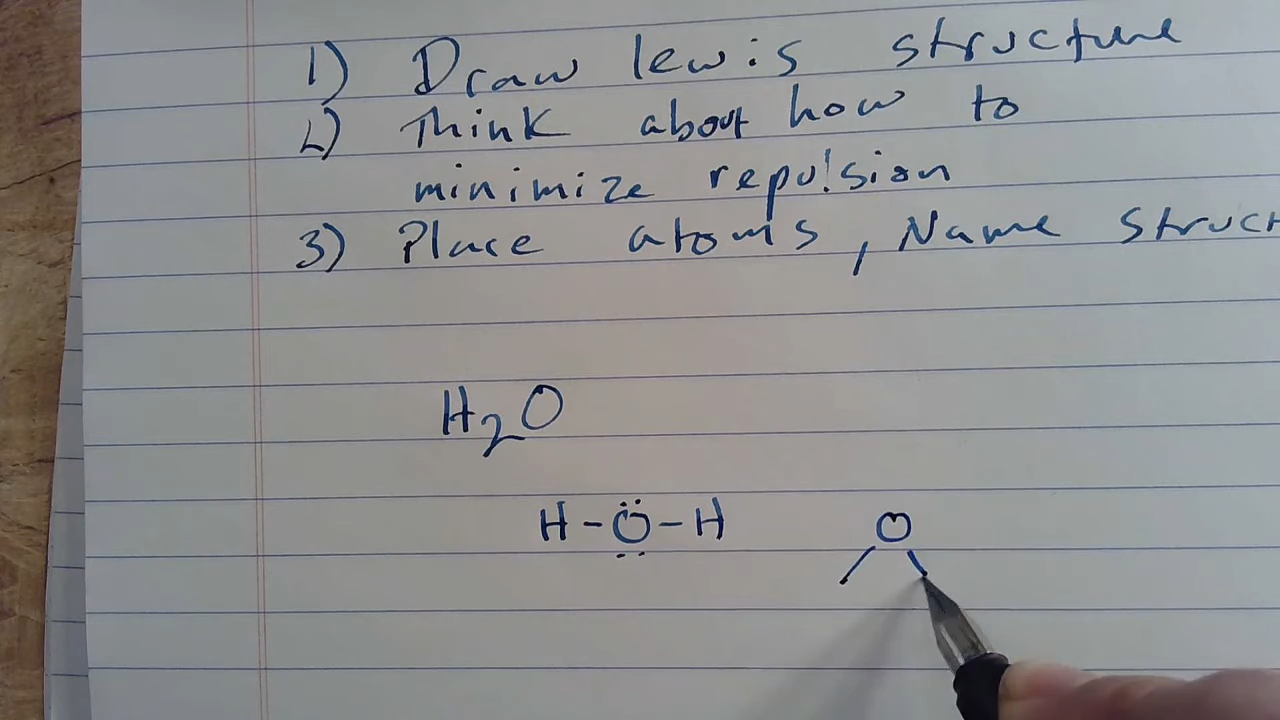 1) Draw lewis structure
2) Think about how to
minimize repulsion
3) Place atoms, Name struct
H2O
H-Ö-H
O